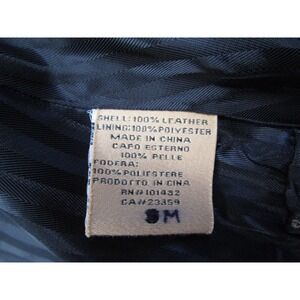 SHELL: 100% LEATHER
LINING: 100% POLYESTER
MADE IN CHINA
CAPO ESTERNO
100% PELLE
FODERA:
100% POLIESTERE
PRODOTTO IN CINA
RN# 101432
CA# 23359
M